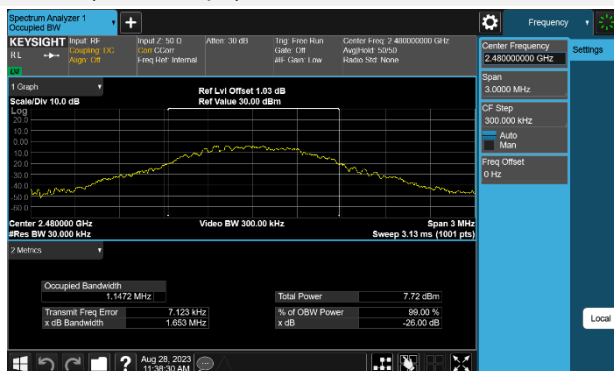 Spectrum Analyzer 1
Occupied BW
Frequency
KEYSIGHT
RL
Input: RF
Coupling: DC
Align: Off
Input Z: 50 Ω
Corr CCorr
Freq Ref: Internal
Atten: 30 dB
Trig: Free Run
Gate: Off
#IF Gain: Low
Center Freq: 2.480000000 GHz
Avg|Hold: 50/50
Radio Std: None
LXI
1 Graph
Scale/Div 10.0 dB
Ref Lvl Offset 1.03 dB
Ref Value 30.00 dBm
Log
20.0
10.0
0.00
-10.0
-20.0
-30.0
-40.0
-50.0
-60.0
Center 2.480000 GHz
#Res BW 30.000 kHz
Video BW 300.00 kHz
Span 3 MHz
Sweep 3.13 ms (1001 pts)
2 Metrics
Occupied Bandwidth
1.1472 MHz
Total Power
7.72 dBm
Transmit Freq Error
7.123 kHz
% of OBW Power
99.00 %
x dB Bandwidth
1.653 MHz
x dB
-26.00 dB
Aug 28, 2023
11:38:30 AM
Center Frequency
2.480000000 GHz
Settings
Span
3.0000 MHz
CF Step
300.000 kHz
Auto
Man
Freq Offset
0 Hz
Local